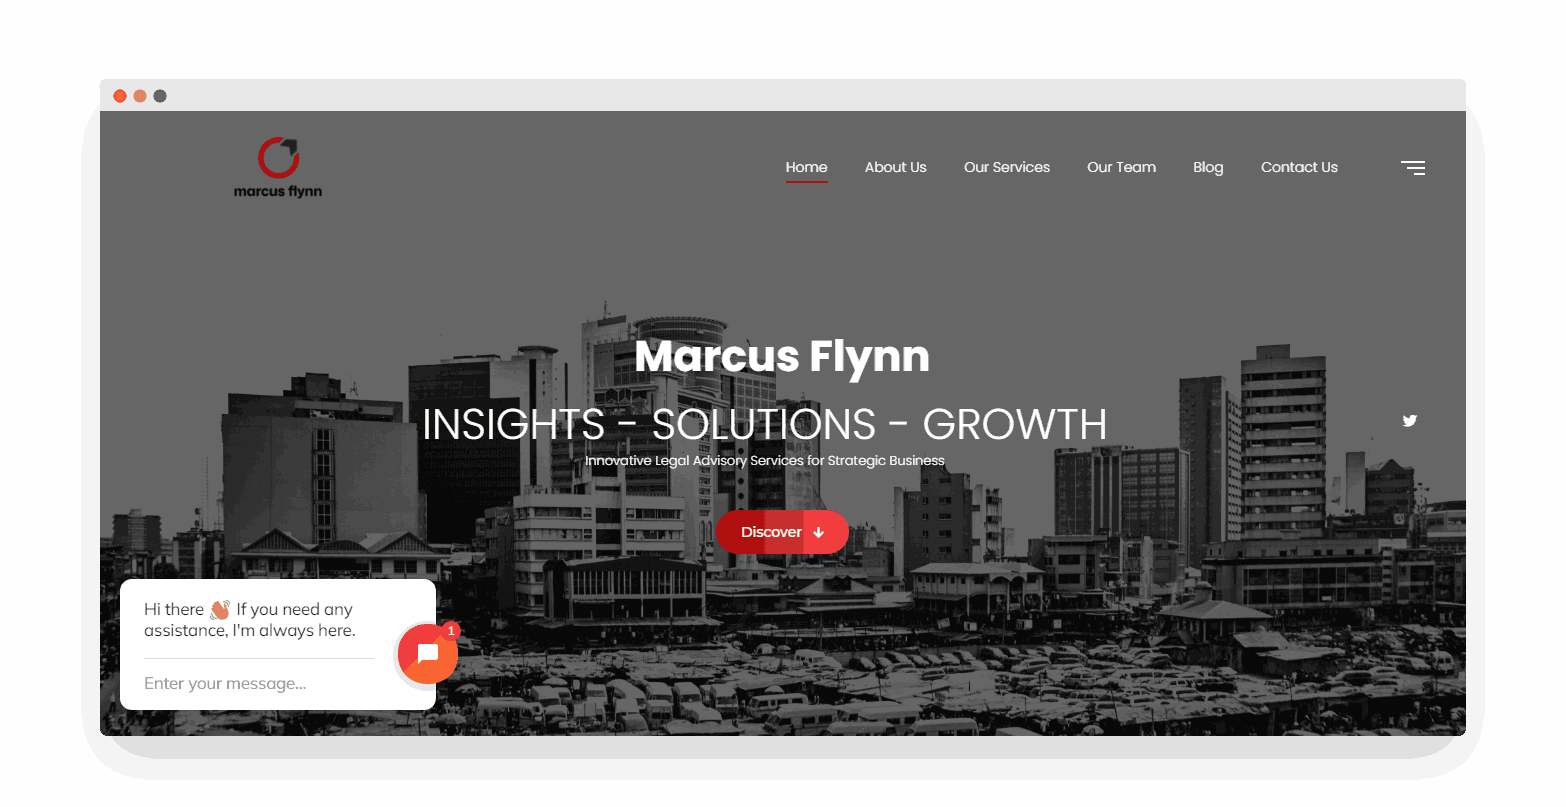 marcus flynn
Home About Us Our Services Our Team Blog Contact Us
Marcus Flynn
INSIGHTS - SOLUTIONS - GROWTH
Innovative Legal Advisory Services for Strategic Business
Discover
Hi there 👋 If you need any
assistance, I'm always here.
1
Enter your message...